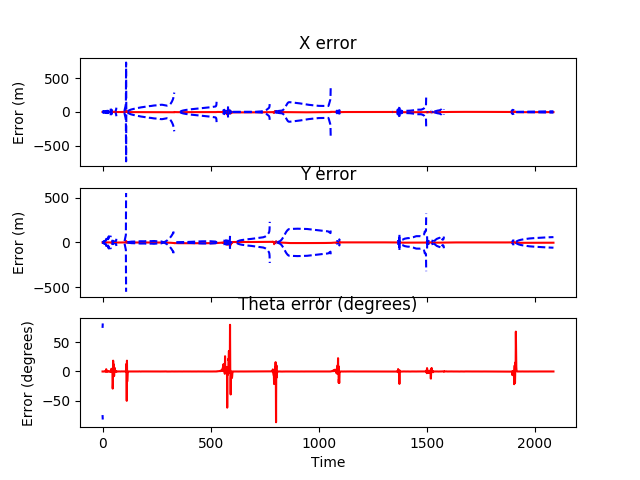 X error
Error (m)
500
0
−500
Y error
Error (m)
500
0
−500
Theta error (degrees)
Error (degrees)
50
0
−50
0 500 1000 1500 2000
Time